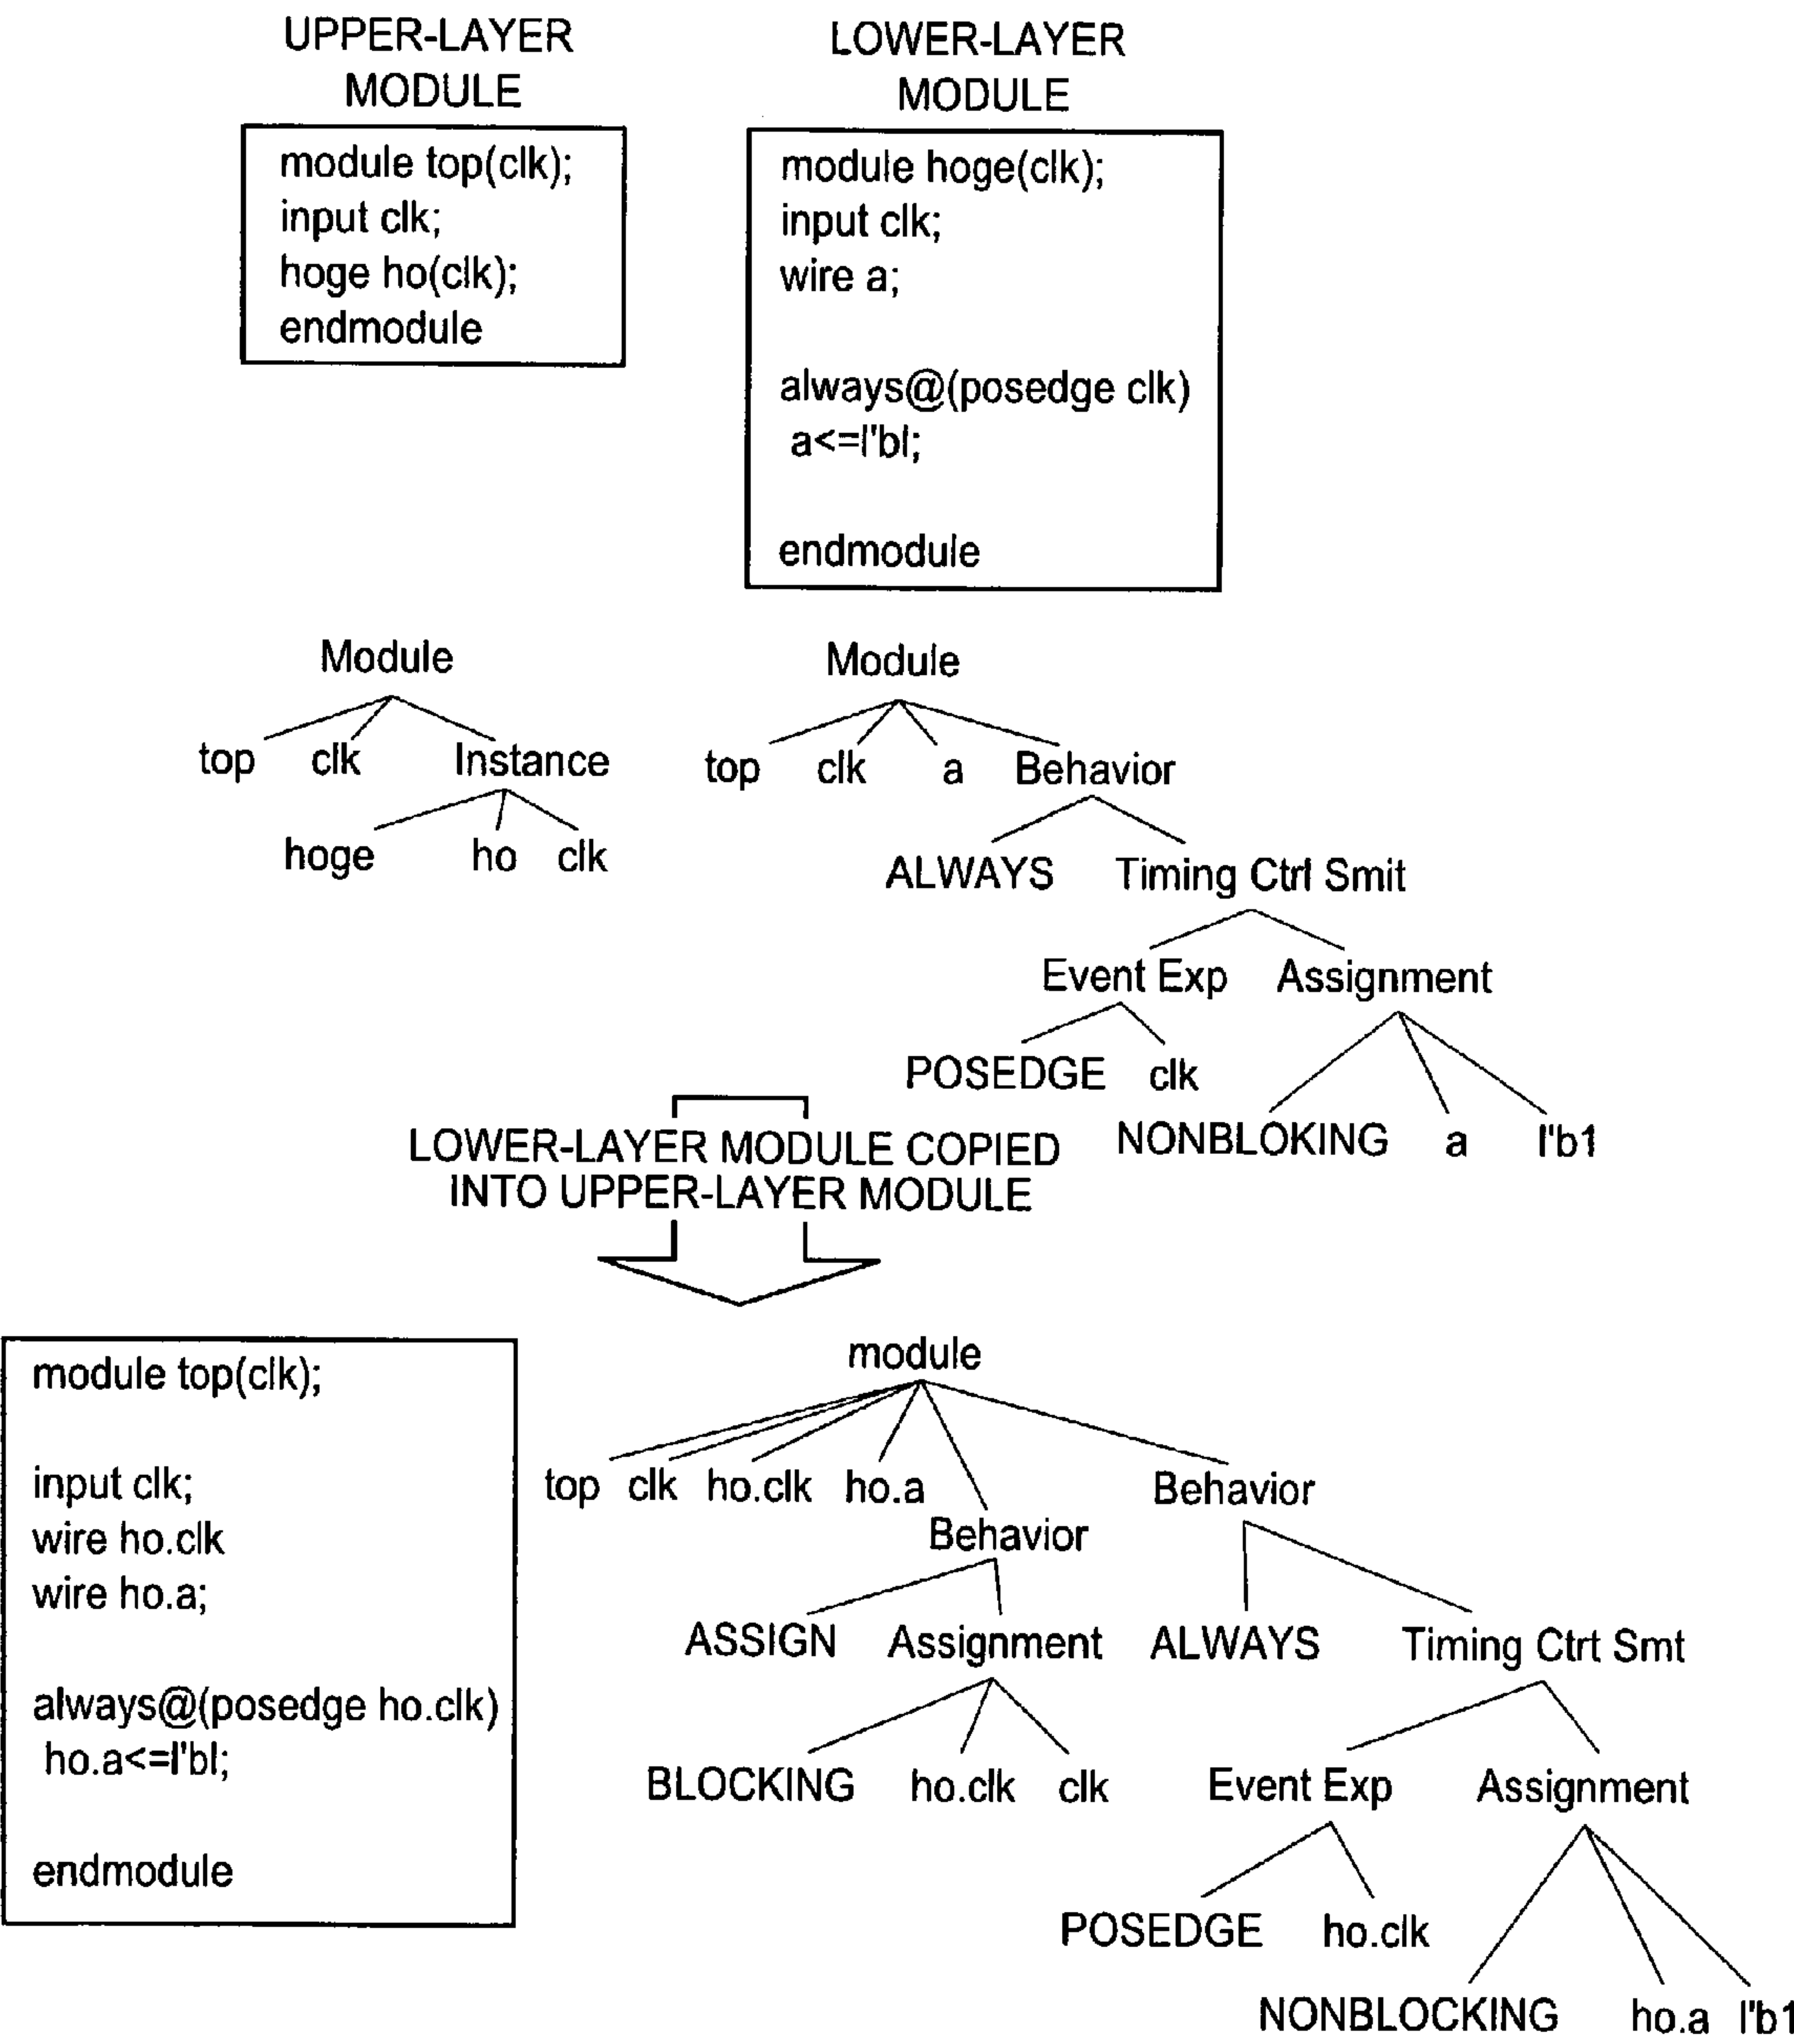 UPPER-LAYER
MODULE
module top(clk);
input clk;
hoge ho(clk);
endmodule
LOWER-LAYER
MODULE
module hoge(clk);
input clk;
wire a;
always@(posedge clk)
a<=l'bl;
endmodule
Module
top clk Instance
hoge ho clk
Module
top clk a Behavior
ALWAYS Timing Ctrl Smit
Event Exp Assignment
POSEDGE clk
NONBLOKING a l'b1
LOWER-LAYER MODULE COPIED
INTO UPPER-LAYER MODULE
module top(clk);
input clk;
wire ho.clk
wire ho.a;
always@(posedge ho.clk)
ho.a<=l'bl;
endmodule
module
top clk ho.clk ho.a Behavior
Behavior
ASSIGN Assignment ALWAYS Timing Ctrt Smt
BLOCKING ho.clk clk Event Exp Assignment
POSEDGE ho.clk
NONBLOCKING ho.a l'b1